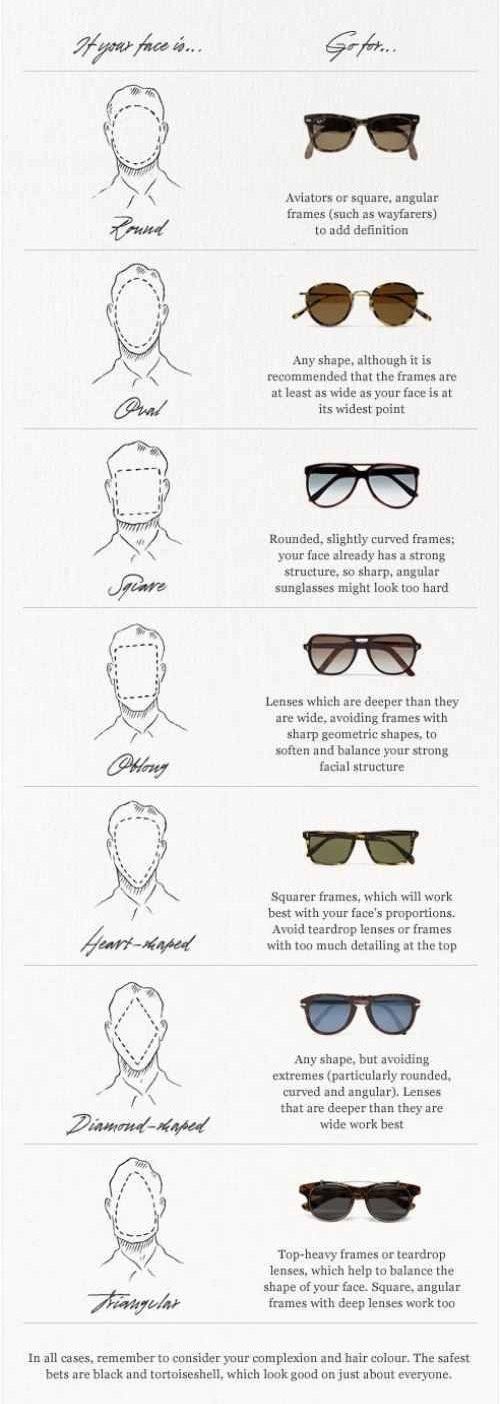 If your face is...
Go for...
Aviators or square, angular
frames (such as wayfarers)
to add definition
Round
Any shape, although it is
recommended that the frames are
at least as wide as your face is at
its widest point
Oval
Rounded, slightly curved frames;
your face already has a strong
structure, so sharp, angular
sunglasses might look too hard
Square
Lenses which are deeper than they
are wide, avoiding frames with
sharp geometric shapes, to
soften and balance your strong
facial structure
Oblong
Squarer frames, which will work
best with your face's proportions.
Avoid teardrop lenses or frames
with too much detailing at the top
Heart-shaped
Any shape, but avoiding
extremes (particularly rounded,
curved and angular). Lenses
that are deeper than they are
wide work best
Diamond-shaped
Top-heavy frames or teardrop
lenses, which help to balance the
shape of your face. Square, angular
frames with deep lenses work too
Triangular
In all cases, remember to consider your complexion and hair colour. The safest
bets are black and tortoiseshell, which look good on just about everyone.